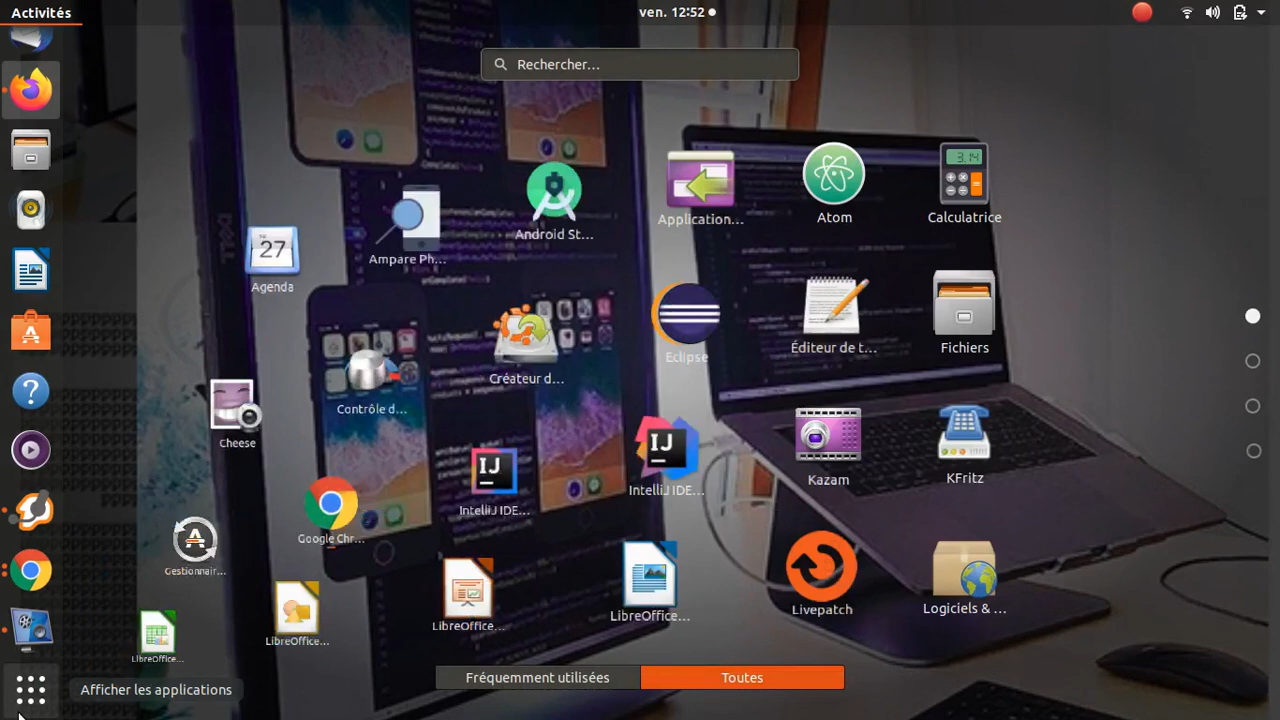 Activités
ven. 12:52
Rechercher...
Application...
Atom
3.14
Calculatrice
Android St...
Ampare Ph...
27
Agenda
Eclipse
Éditeur de t...
Fichiers
Créateur d...
Contrôle d...
Cheese
IJ
IntelliJ IDE...
IJ
IntelliJ IDE...
Kazam
KFritz
Google Chr...
Gestionnair...
LibreOffice...
LibreOffice...
LibreOffice...
LibreOffice...
Livepatch
Logiciels & ...
Fréquemment utilisées
Toutes
Afficher les applications